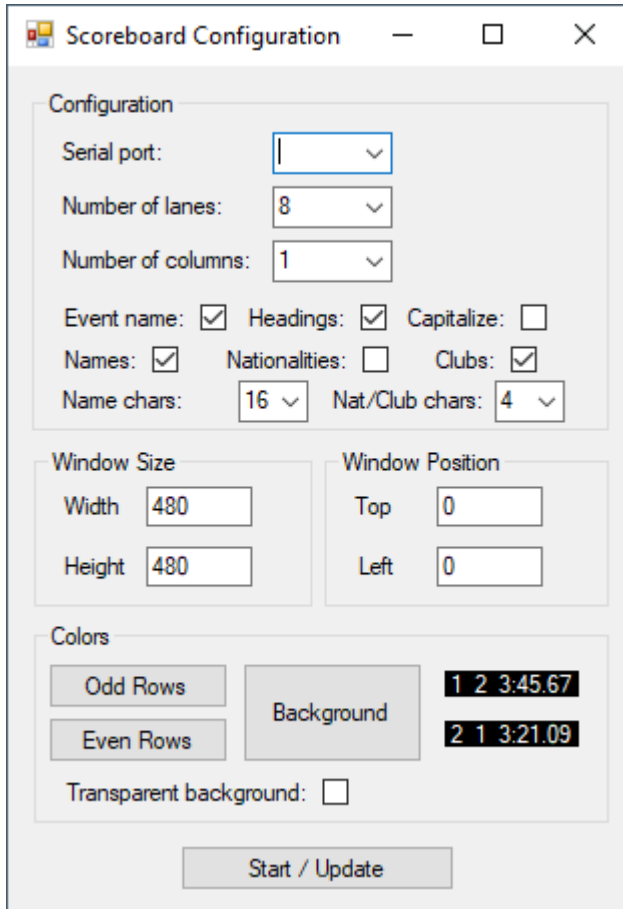 Scoreboard Configuration
Configuration
Serial port:
Number of lanes: 8
Number of columns: 1
Event name: Headings: Capitalize:
Names: Nationalities: Clubs:
Name chars: 16 Nat/Club chars: 4
Window Size
Width 480
Height 480
Window Position
Top 0
Left 0
Colors
Odd Rows
Even Rows
Background
1 2 3:45.67
2 1 3:21.09
Transparent background:
Start / Update